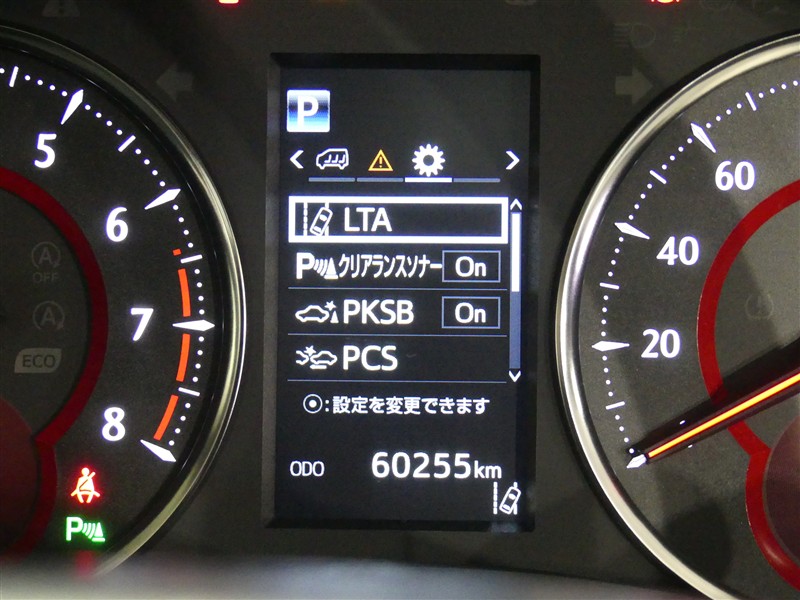 P
LTA
クリアランスソナー On
PKSB On
PCS
:設定を変更できます
ODO 60255km
5
6
7
8
A
OFF
A
ECO
P
60
40
20